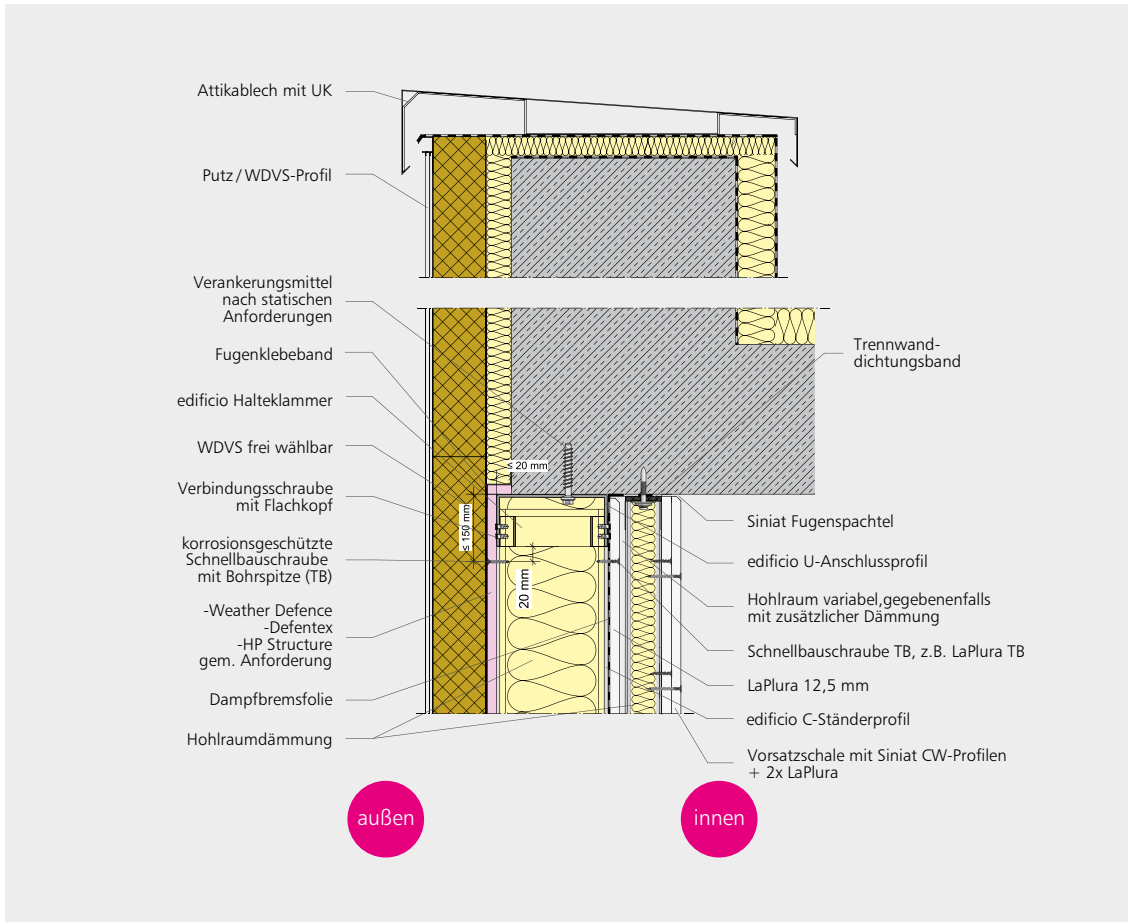 Attikablech mit UK
Putz / WDVS-Profil
Verankerungsmittel
nach statischen
Anforderungen
Fugenklebeband
edificio Halteklammer
WDVS frei wählbar
Verbindungsschraube
mit Flachkopf
korrosionsgeschützte
Schnellbauschraube
mit Bohrspitze (TB)
-Weather Defence
-Defentex
-HP Structure
gem. Anforderung
Dampfbremsfolie
Hohlraumdämmung
≤ 20 mm
≤ 150 mm
20 mm
Trennwand-
dichtungsband
Siniat Fugenspachtel
edificio U-Anschlussprofil
Hohlraum variabel,gegebenenfalls
mit zusätzlicher Dämmung
Schnellbauschraube TB, z.B. LaPlura TB
LaPlura 12,5 mm
edificio C-Ständerprofil
Vorsatzschale mit Siniat CW-Profilen
+ 2x LaPlura
außen
innen